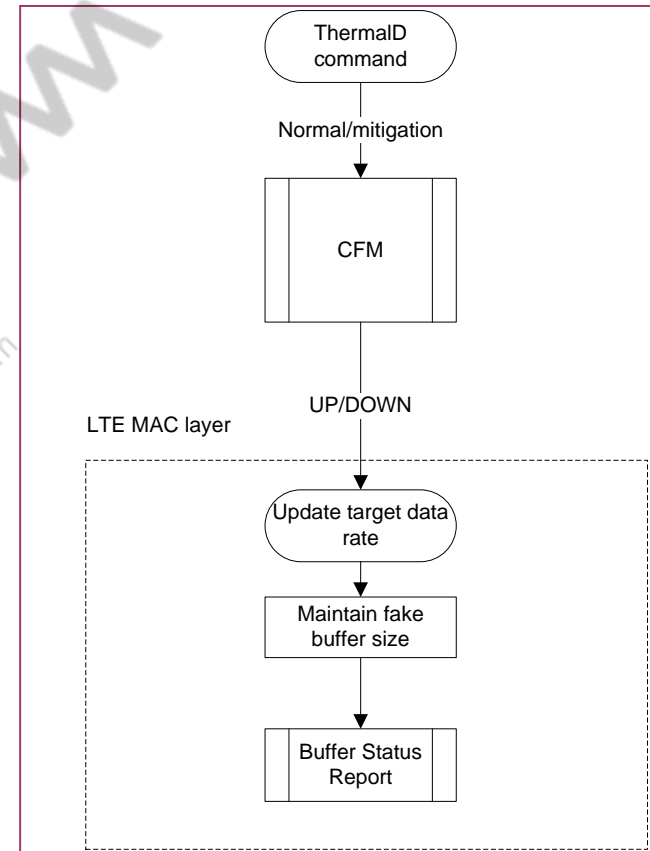 ThermalD
command
Normal/mitigation
CFM
UP/DOWN
LTE MAC layer
Update target data
rate
Maintain fake
buffer size
Buffer Status
Report